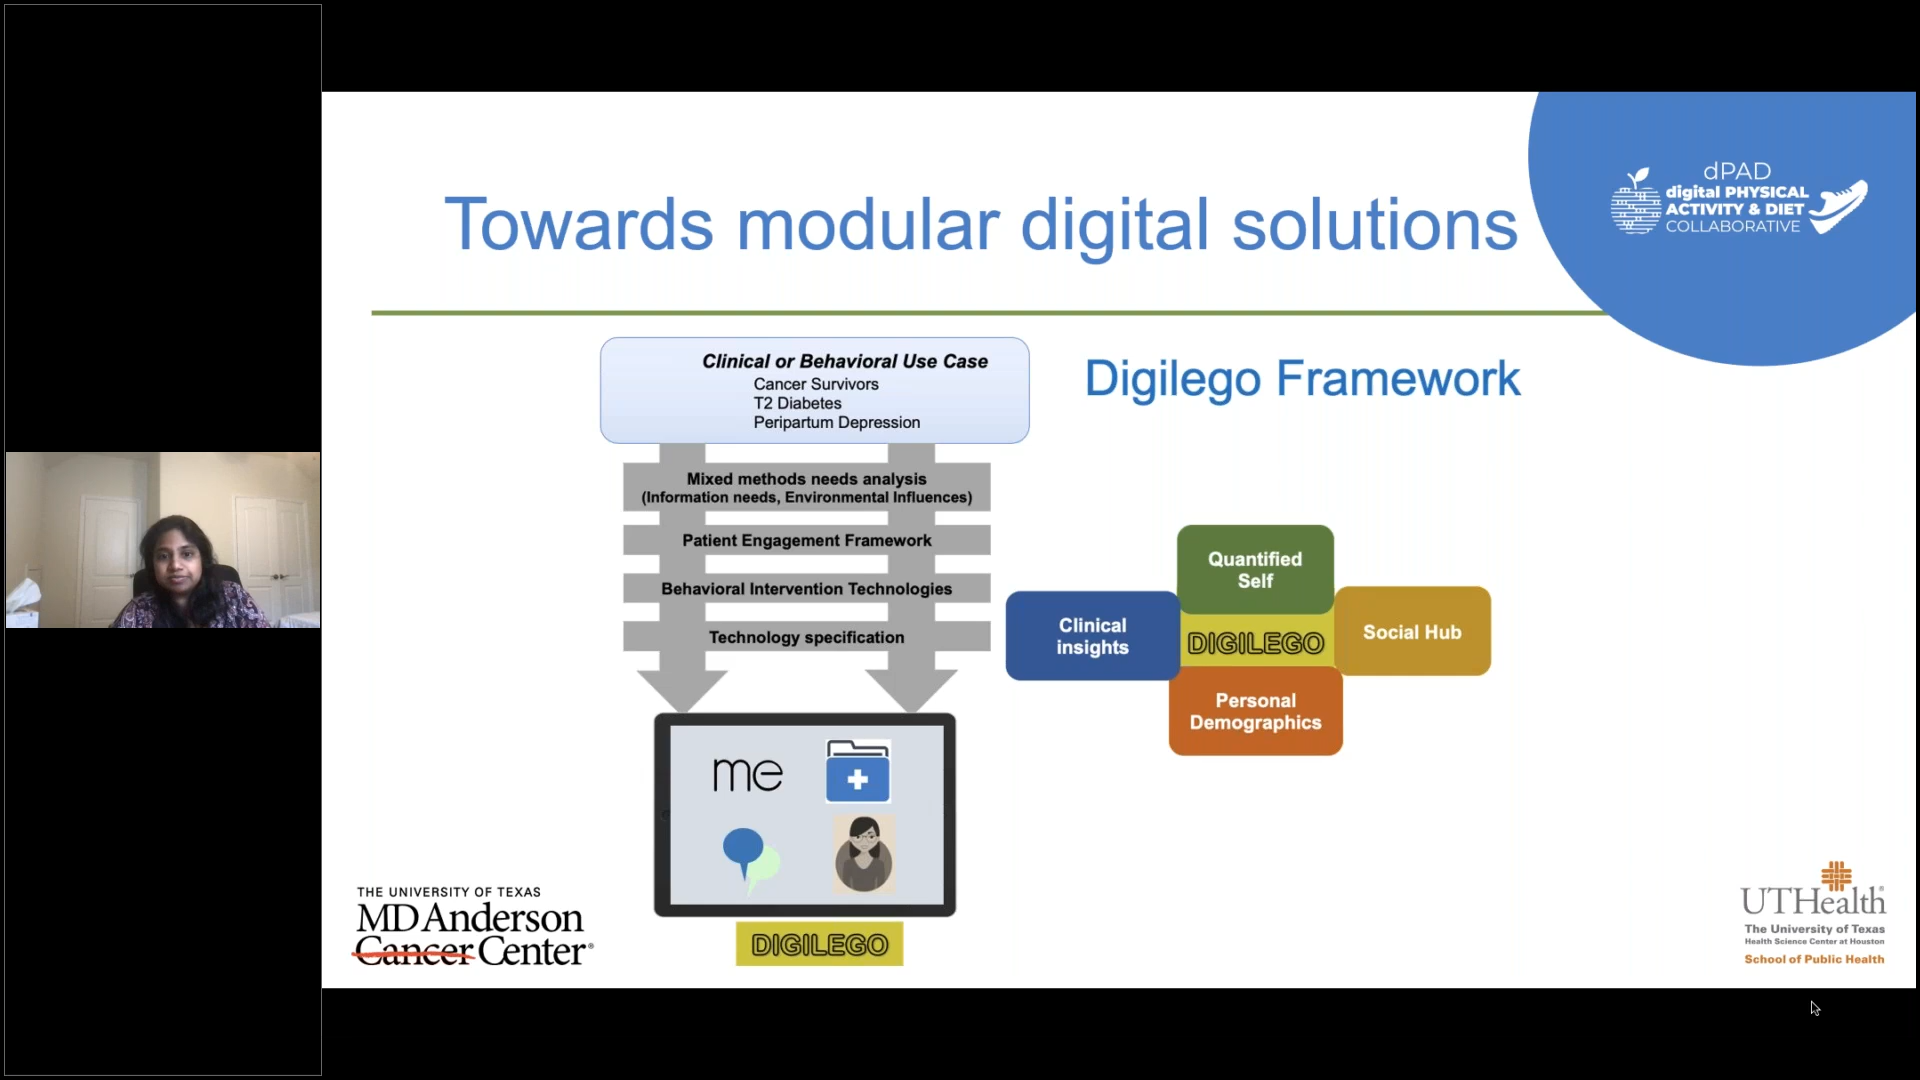 dPAD
digital PHYSICAL
ACTIVITY & DIET
COLLABORATIVE
Towards modular digital solutions
Digilego Framework
Clinical or Behavioral Use Case
Cancer Survivors
T2 Diabetes
Peripartum Depression
Mixed methods needs analysis
(Information needs, Environmental Influences)
Patient Engagement Framework
Behavioral Intervention Technologies
Technology specification
me
DIGILEGO
Quantified
Self
Clinical
insights
DIGILEGO
Social Hub
Personal
Demographics
THE UNIVERSITY OF TEXAS
MD Anderson
Cancer Center®
UTHealth®
The University of Texas
Health Science Center at Houston
School of Public Health